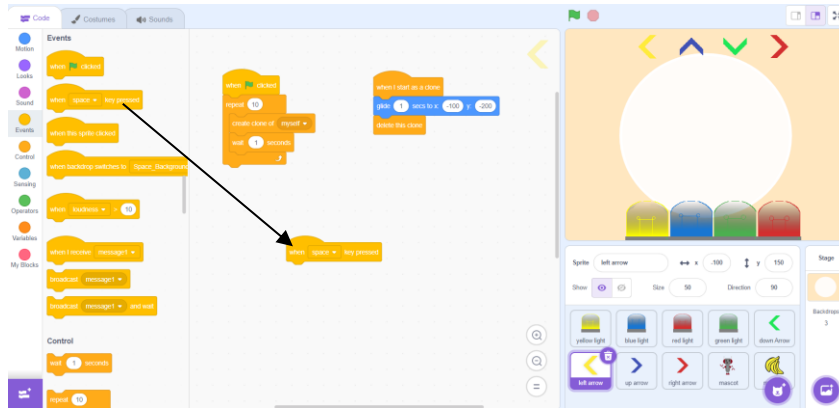 Code
Costumes
Sounds
Motion
Looks
Sound
Events
Control
Sensing
Operators
Variables
My Blocks
Events
when clicked
when space key pressed
when this sprite clicked
when backdrop switches to Space_Background
when loudness > 10
when I receive message1
broadcast message1
broadcast message1 and wait
Control
wait 1 seconds
repeat 10
when clicked
repeat 10
create clone of myself
wait 1 seconds
when I start as a clone
glide 1 secs to x: -100 y: -200
delete this clone
when space key pressed
Sprite left arrow x -100 y 150
Show Size 50 Direction 90
yellow light
blue light
red light
green light
down Arrow
left arrow
up arrow
right arrow
mascot
Stage
Backdrops
3